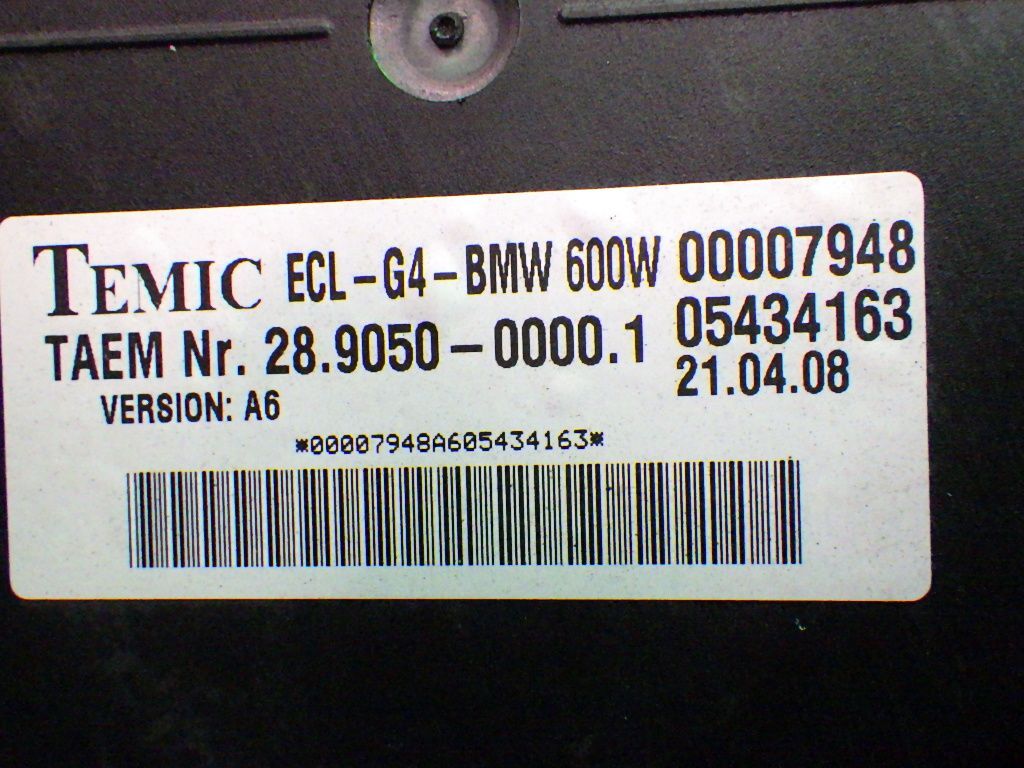 TEMIC ECL-G4-BMW 600W 00007948
TAEM Nr. 28.9050-0000.1 05434163
VERSION: A6 21.04.08
*00007948A605434163*